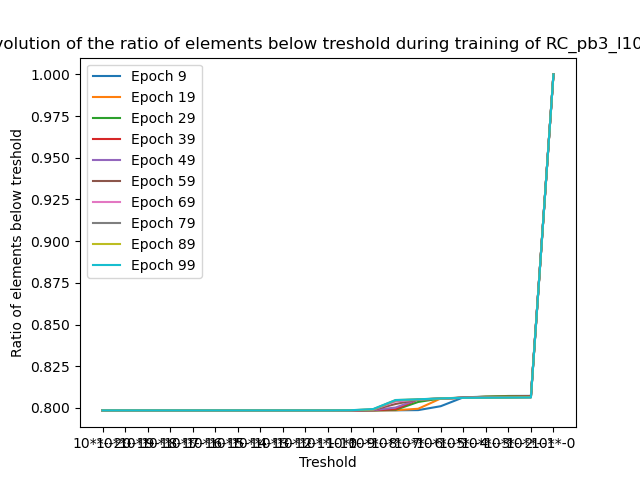 volution of the ratio of elements below treshold during training of RC_pb3_l10
1.000
0.975
0.950
0.925
0.900
0.875
0.850
0.825
0.800
Ratio of elements below treshold
Epoch 9
Epoch 19
Epoch 29
Epoch 39
Epoch 49
Epoch 59
Epoch 69
Epoch 79
Epoch 89
Epoch 99
Treshold